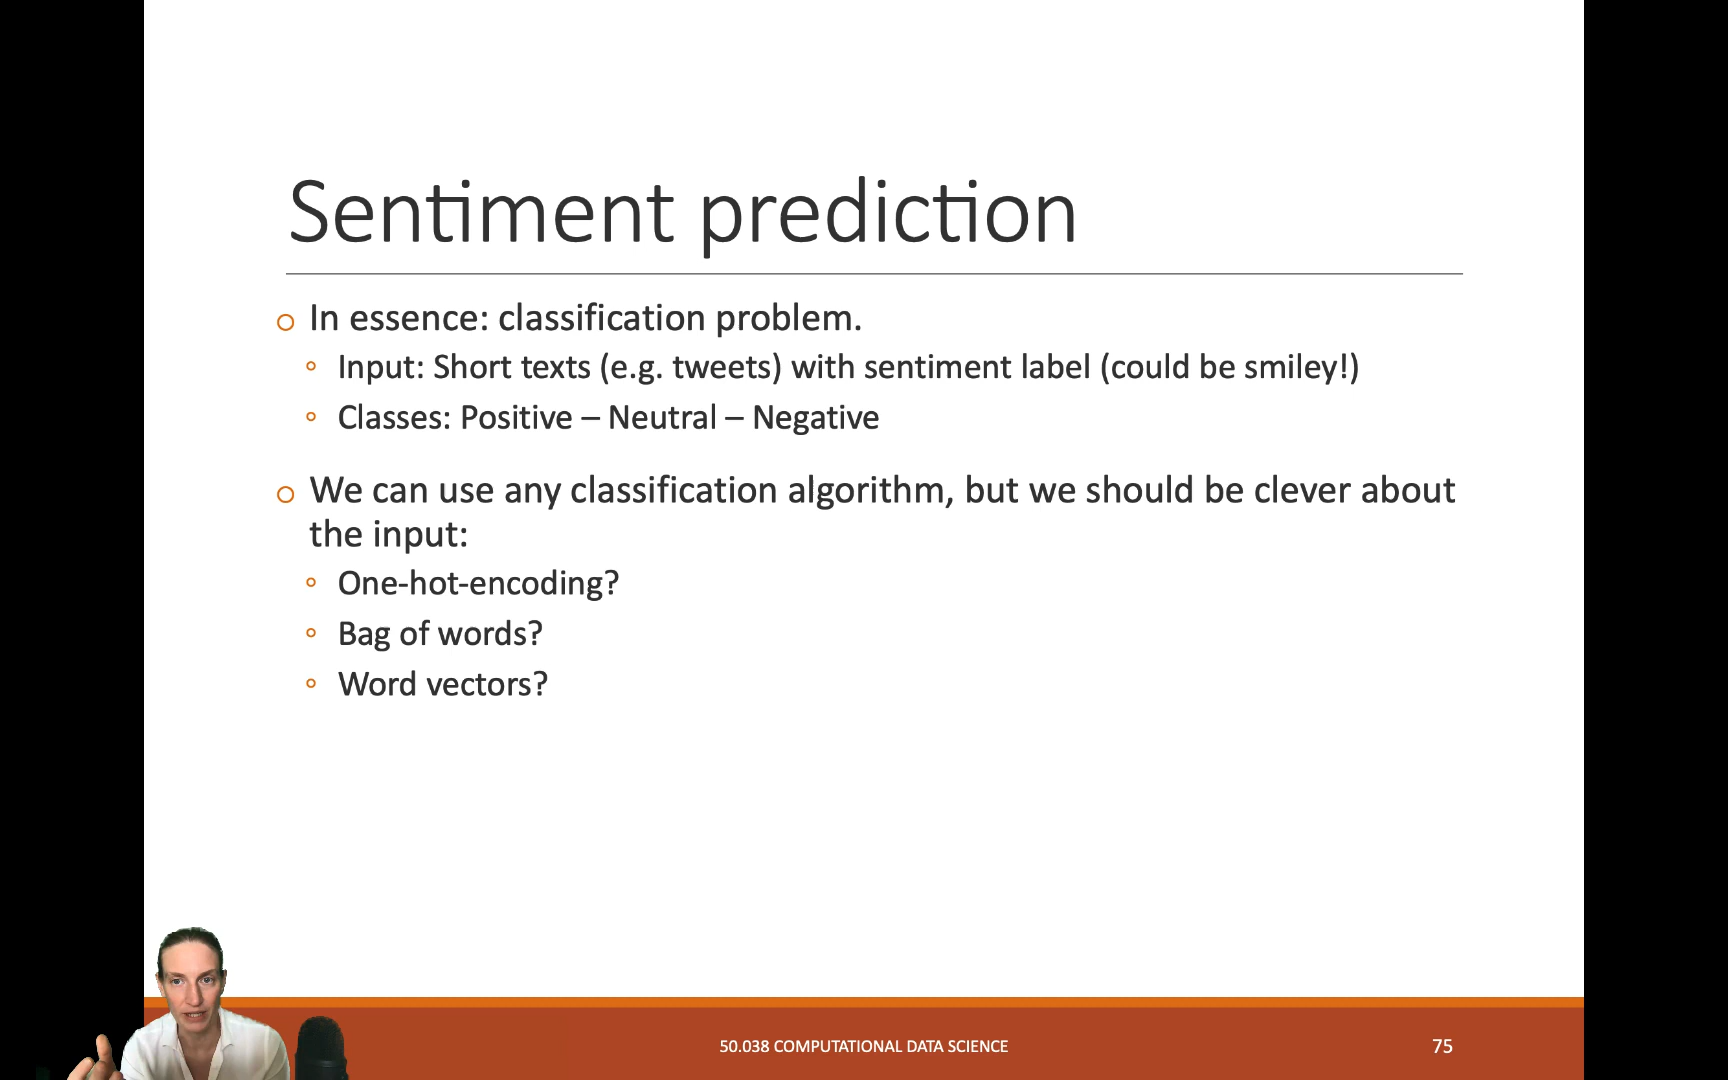 Sentiment prediction
o In essence: classification problem.
◦ Input: Short texts (e.g. tweets) with sentiment label (could be smiley!)
◦ Classes: Positive – Neutral – Negative
o We can use any classification algorithm, but we should be clever about
the input:
◦ One-hot-encoding?
◦ Bag of words?
◦ Word vectors?
50.038 COMPUTATIONAL DATA SCIENCE
75